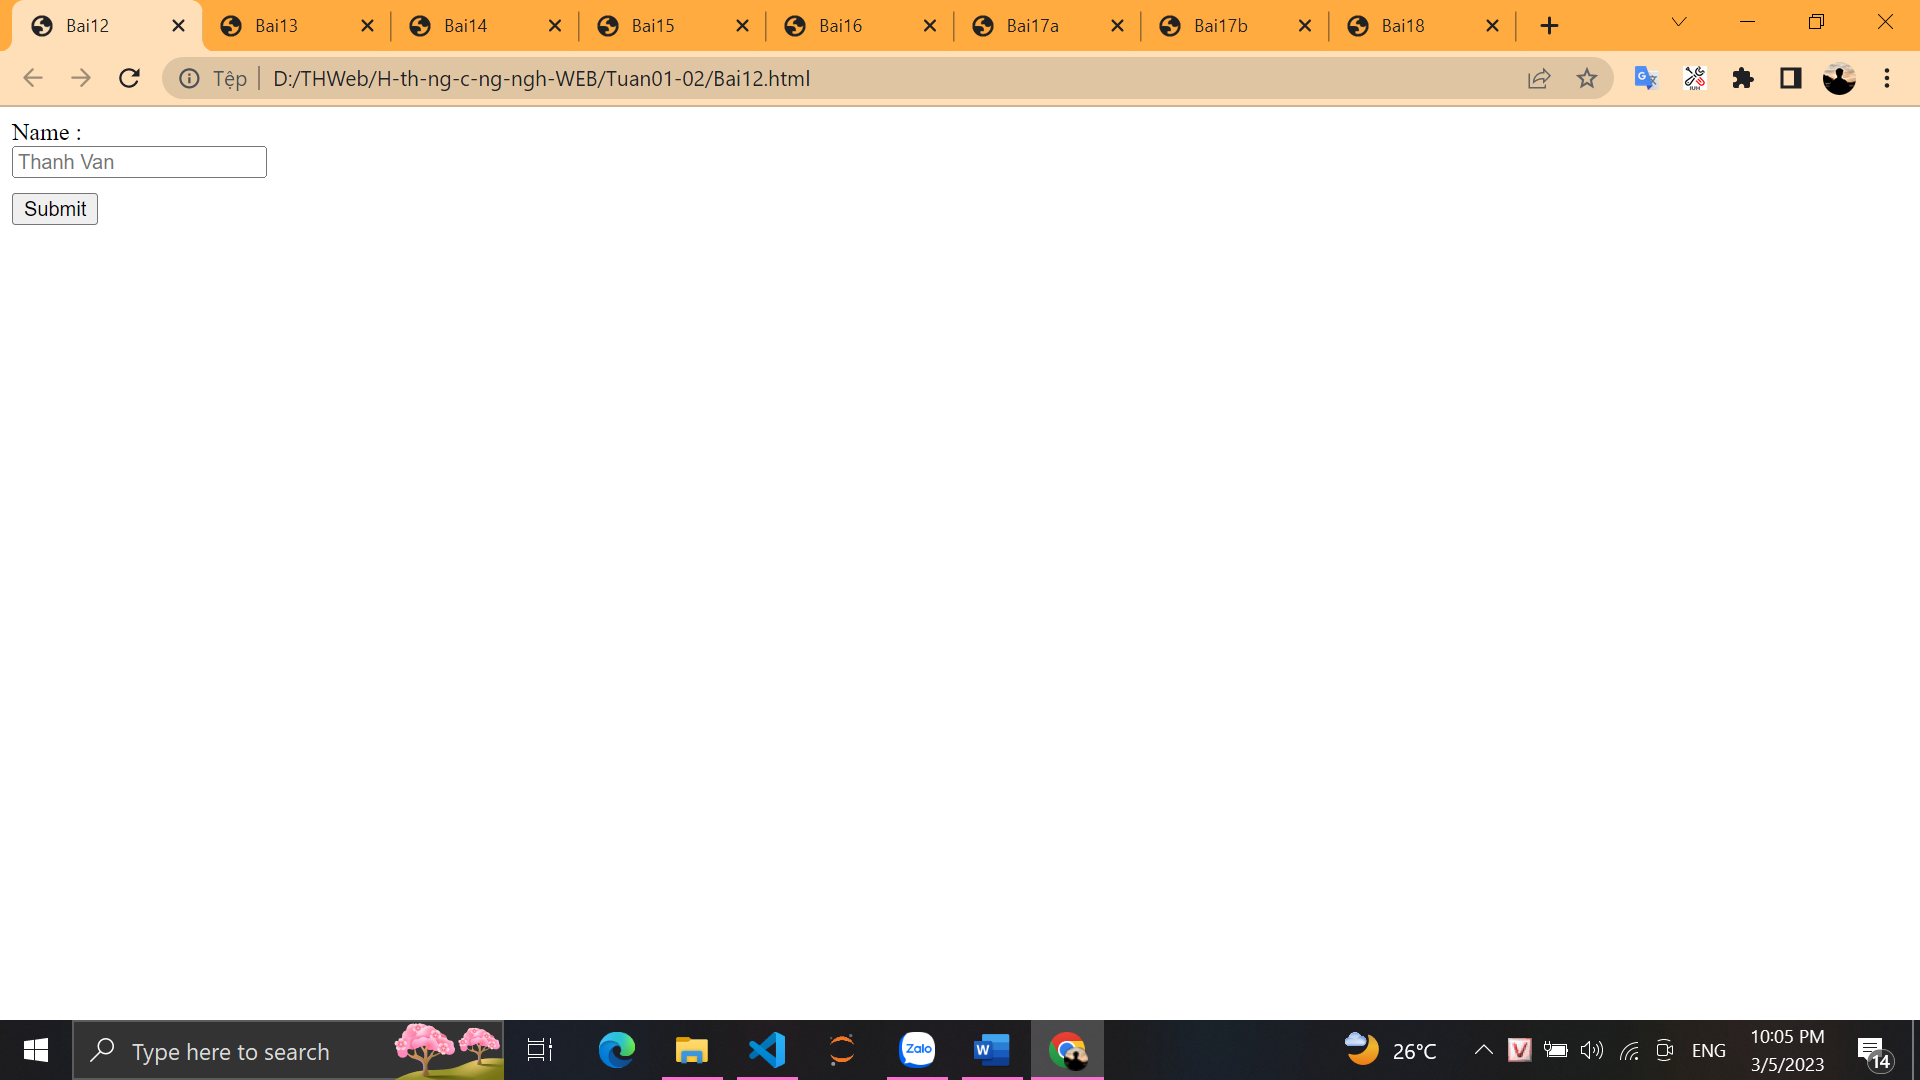 Bai12 Bai13 Bai14 Bai15 Bai16 Bai17a Bai17b Bai18
Tệp D:/THWeb/H-th-ng-c-ng-ngh-WEB/Tuan01-02/Bai12.html
Name :
Thanh Van
Submit
Type here to search Zalo W 26°C V ENG 10:05 PM
3/5/2023 14